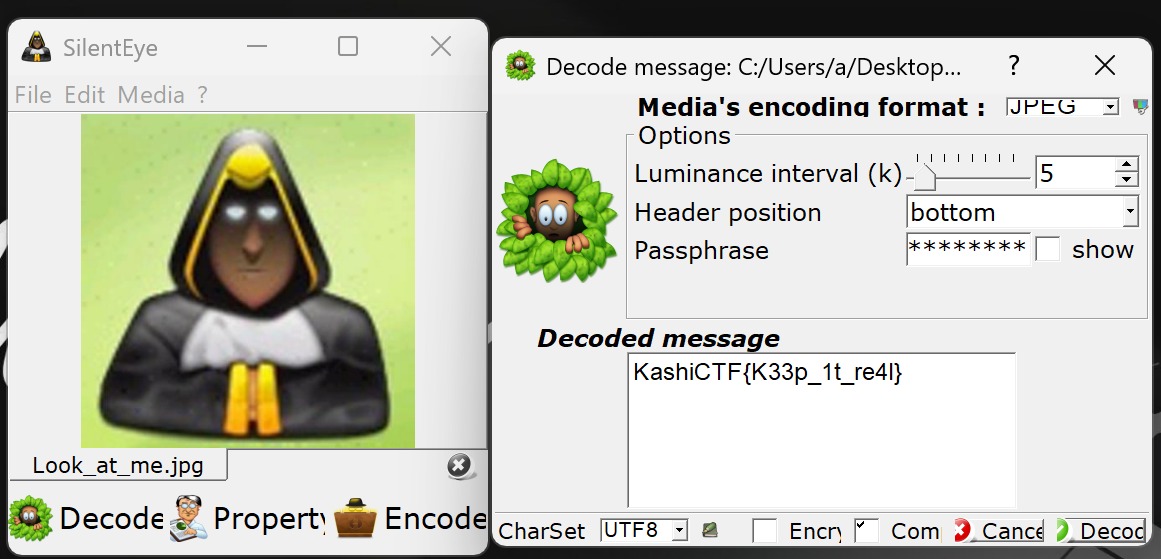 SilentEye
File Edit Media ?
Look_at_me.jpg
Decode Property Encode
Decode message: C:/Users/a/Desktop... ?
Media's encoding format : JPEG
Options
Luminance interval (k) 5
Header position bottom
Passphrase ******** show
Decoded message
KashiCTF{K33p_1t_re4l}
CharSet UTF8 Encry Com Cance Decod